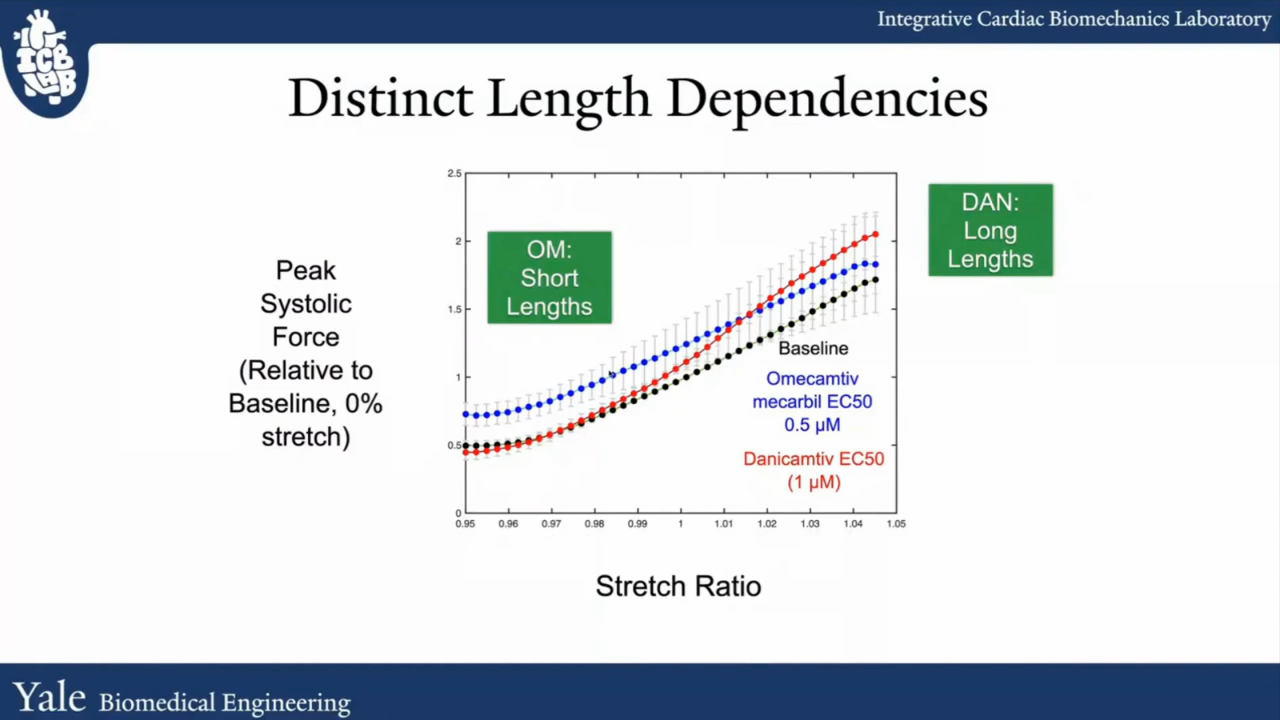 Integrative Cardiac Biomechanics Laboratory
ICB
LAB
Distinct Length Dependencies
Peak
Systolic
Force
(Relative to
Baseline, 0%
stretch)
2.5
2
1.5
1
0.5
0
OM:
Short
Lengths
DAN:
Long
Lengths
Baseline
Omecamtiv
mecarbil EC50
0.5 μM
Danicamtiv EC50
(1 μM)
0.95 0.96 0.97 0.98 0.99 1 1.01 1.02 1.03 1.04 1.05
Stretch Ratio
Yale Biomedical Engineering